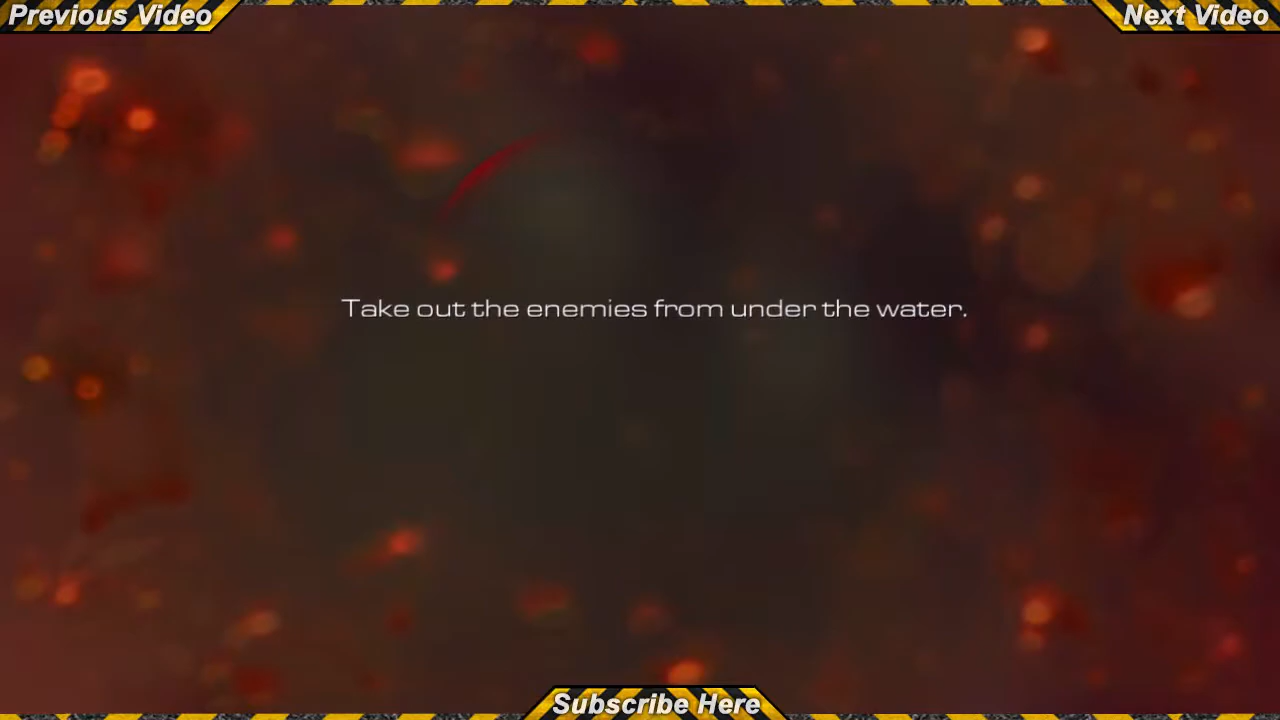 Previous Video
Next Video
Take out the enemies from under the water.
Subscribe Here